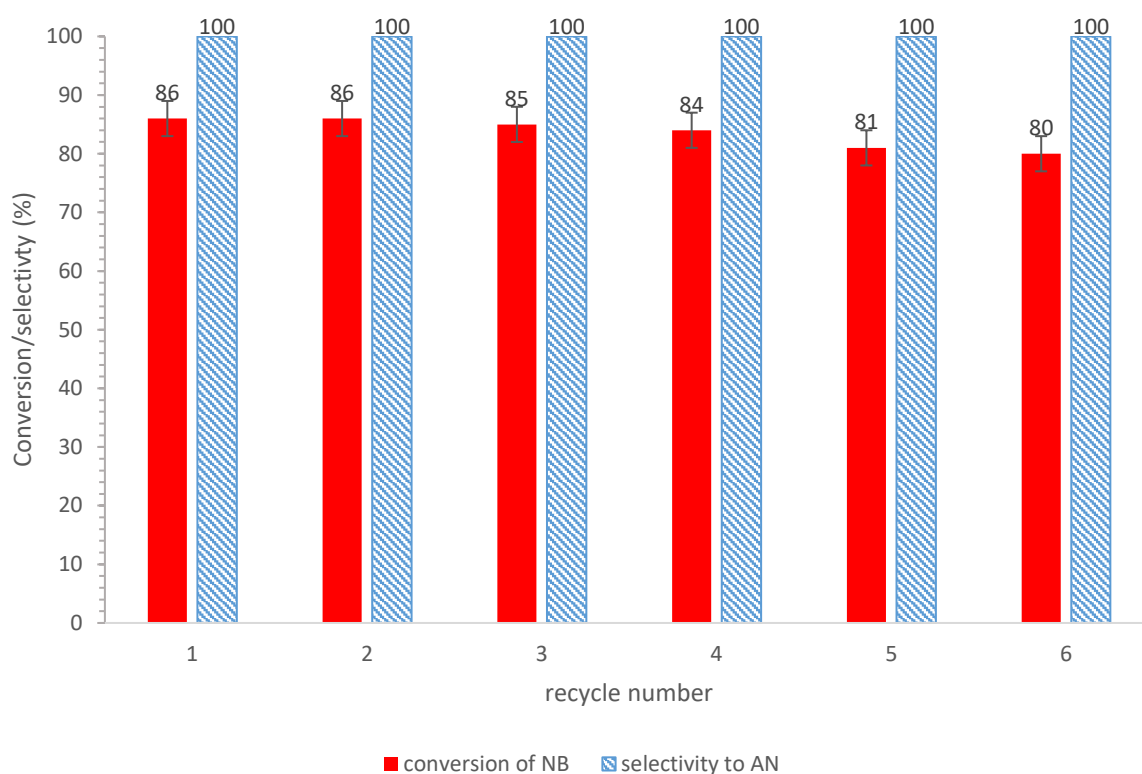 100 100 100 100 100 100
86 86 85 84 81 80
100
90
80
70
60
50
40
30
20
10
0
Conversion/selectivty (%)
1 2 3 4 5 6
recycle number
conversion of NB selectivity to AN